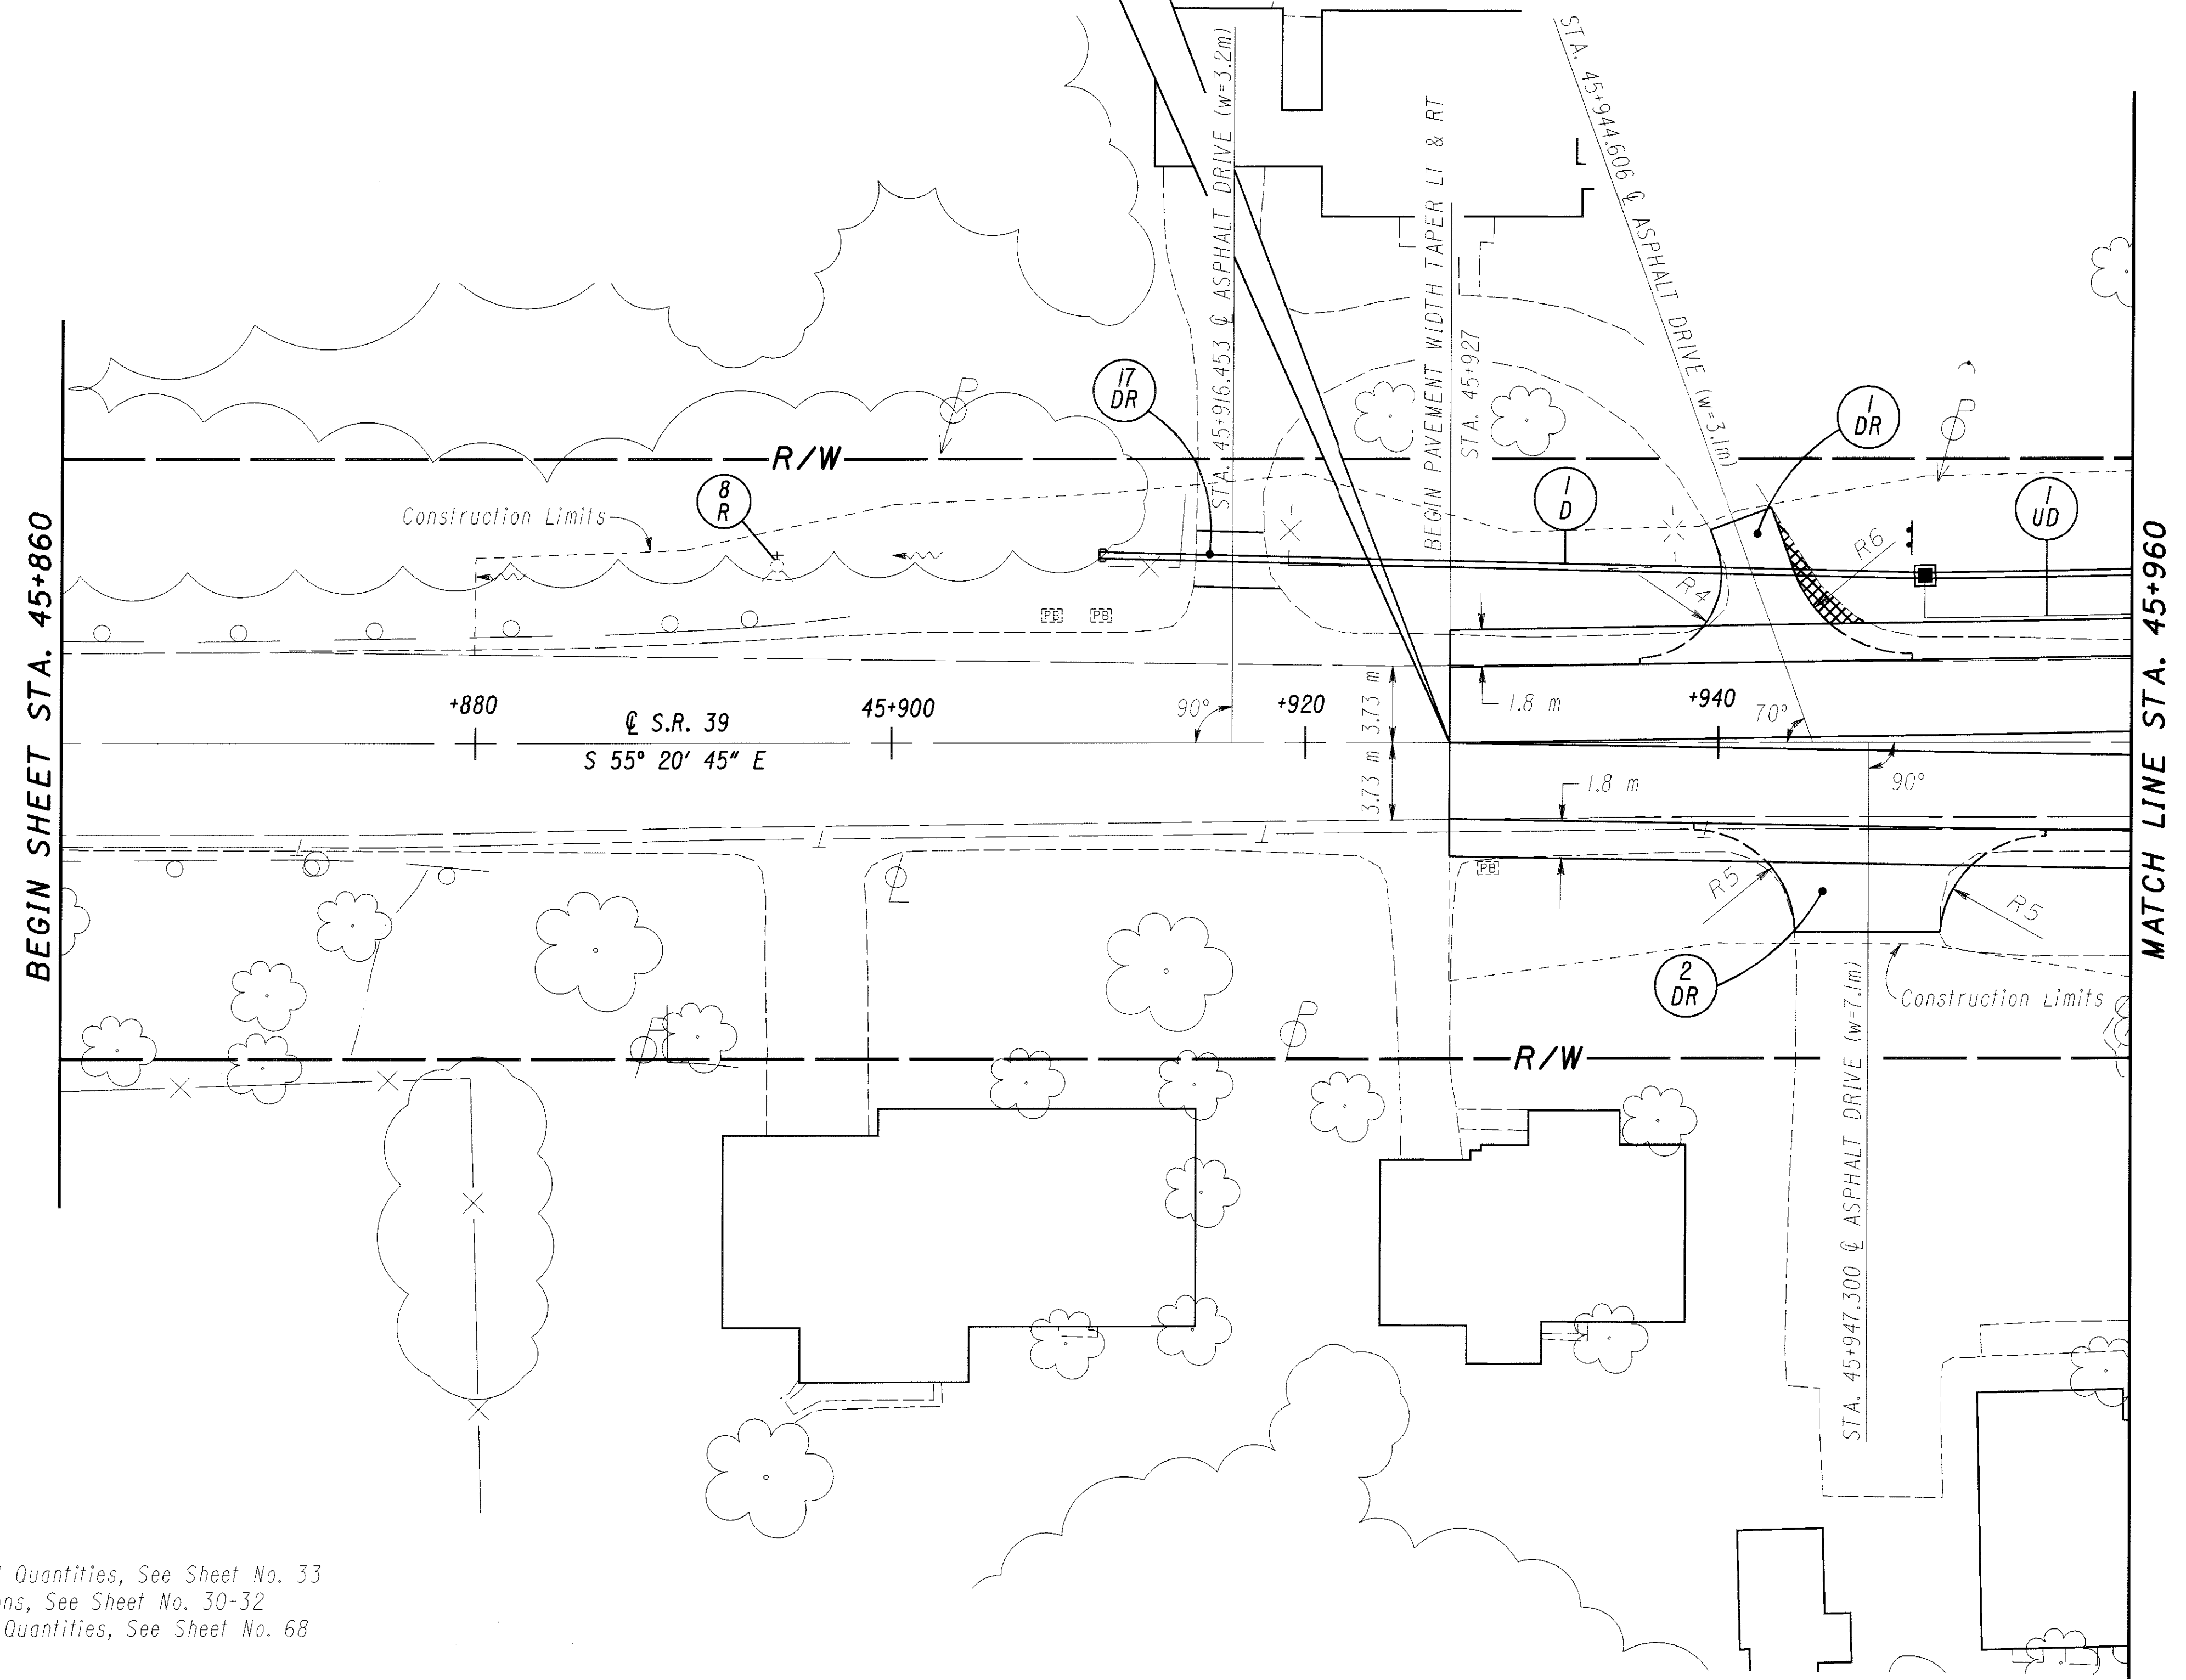 STA. 45+916.453 ℄ ASPHALT DRIVE (w=3.2m)
BEGIN PAVEMENT WIDTH TAPER LT & RT
STA. 45+927
STA. 45+944.606 ℄ ASPHALT DRIVE (w=3.1m)
17
DR
1
DR
R/W
8
R
Construction Limits
1
D
1
UD
R6
R4
PB
PB
BEGIN SHEET STA. 45+860
MATCH LINE STA. 45+960
+880
45+900
+920
+940
90°
70°
1.8 m
3.73 m
℄ S.R. 39
S 55° 20' 45" E
3.73 m
1.8 m
90°
PB
R5
R5
2
DR
Construction Limits
R/W
STA. 45+947.300 ℄ ASPHALT DRIVE (w=7.1m)
Quantities, See Sheet No. 33
ns, See Sheet No. 30-32
Quantities, See Sheet No. 68